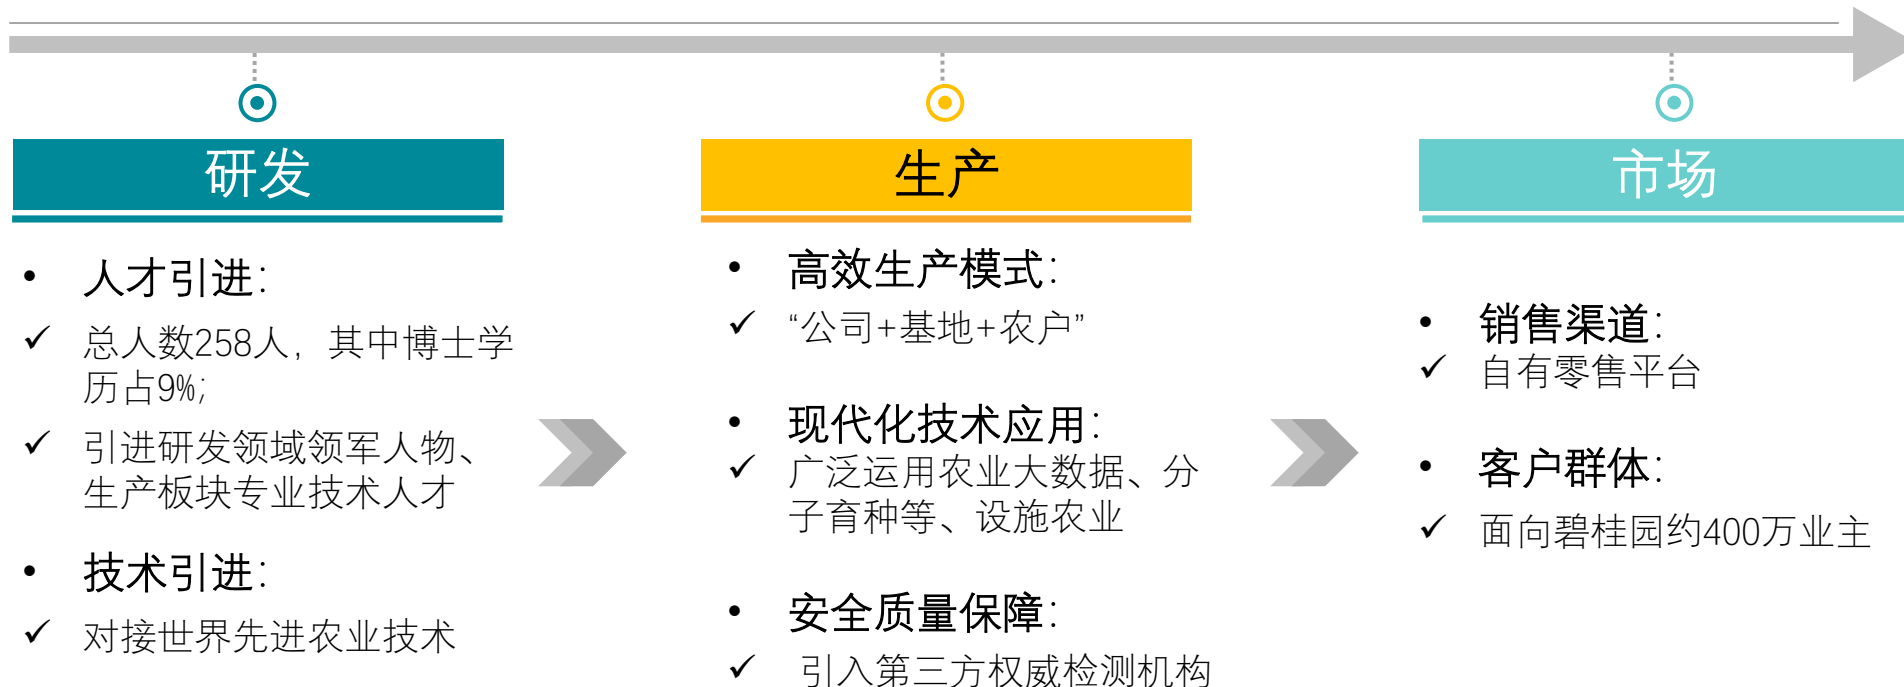 研发
• 人才引进：
✓ 总人数258人，其中博士学
历占9%;
✓ 引进研发领域领军人物、
生产板块专业技术人才
• 技术引进：
✓ 对接世界先进农业技术
生产
• 高效生产模式：
✓ “公司+基地+农户”
• 现代化技术应用：
✓ 广泛运用农业大数据、分
子育种等、设施农业
• 安全质量保障：
✓ 引入第三方权威检测机构
市场
• 销售渠道：
✓ 自有零售平台
• 客户群体：
✓ 面向碧桂园约400万业主